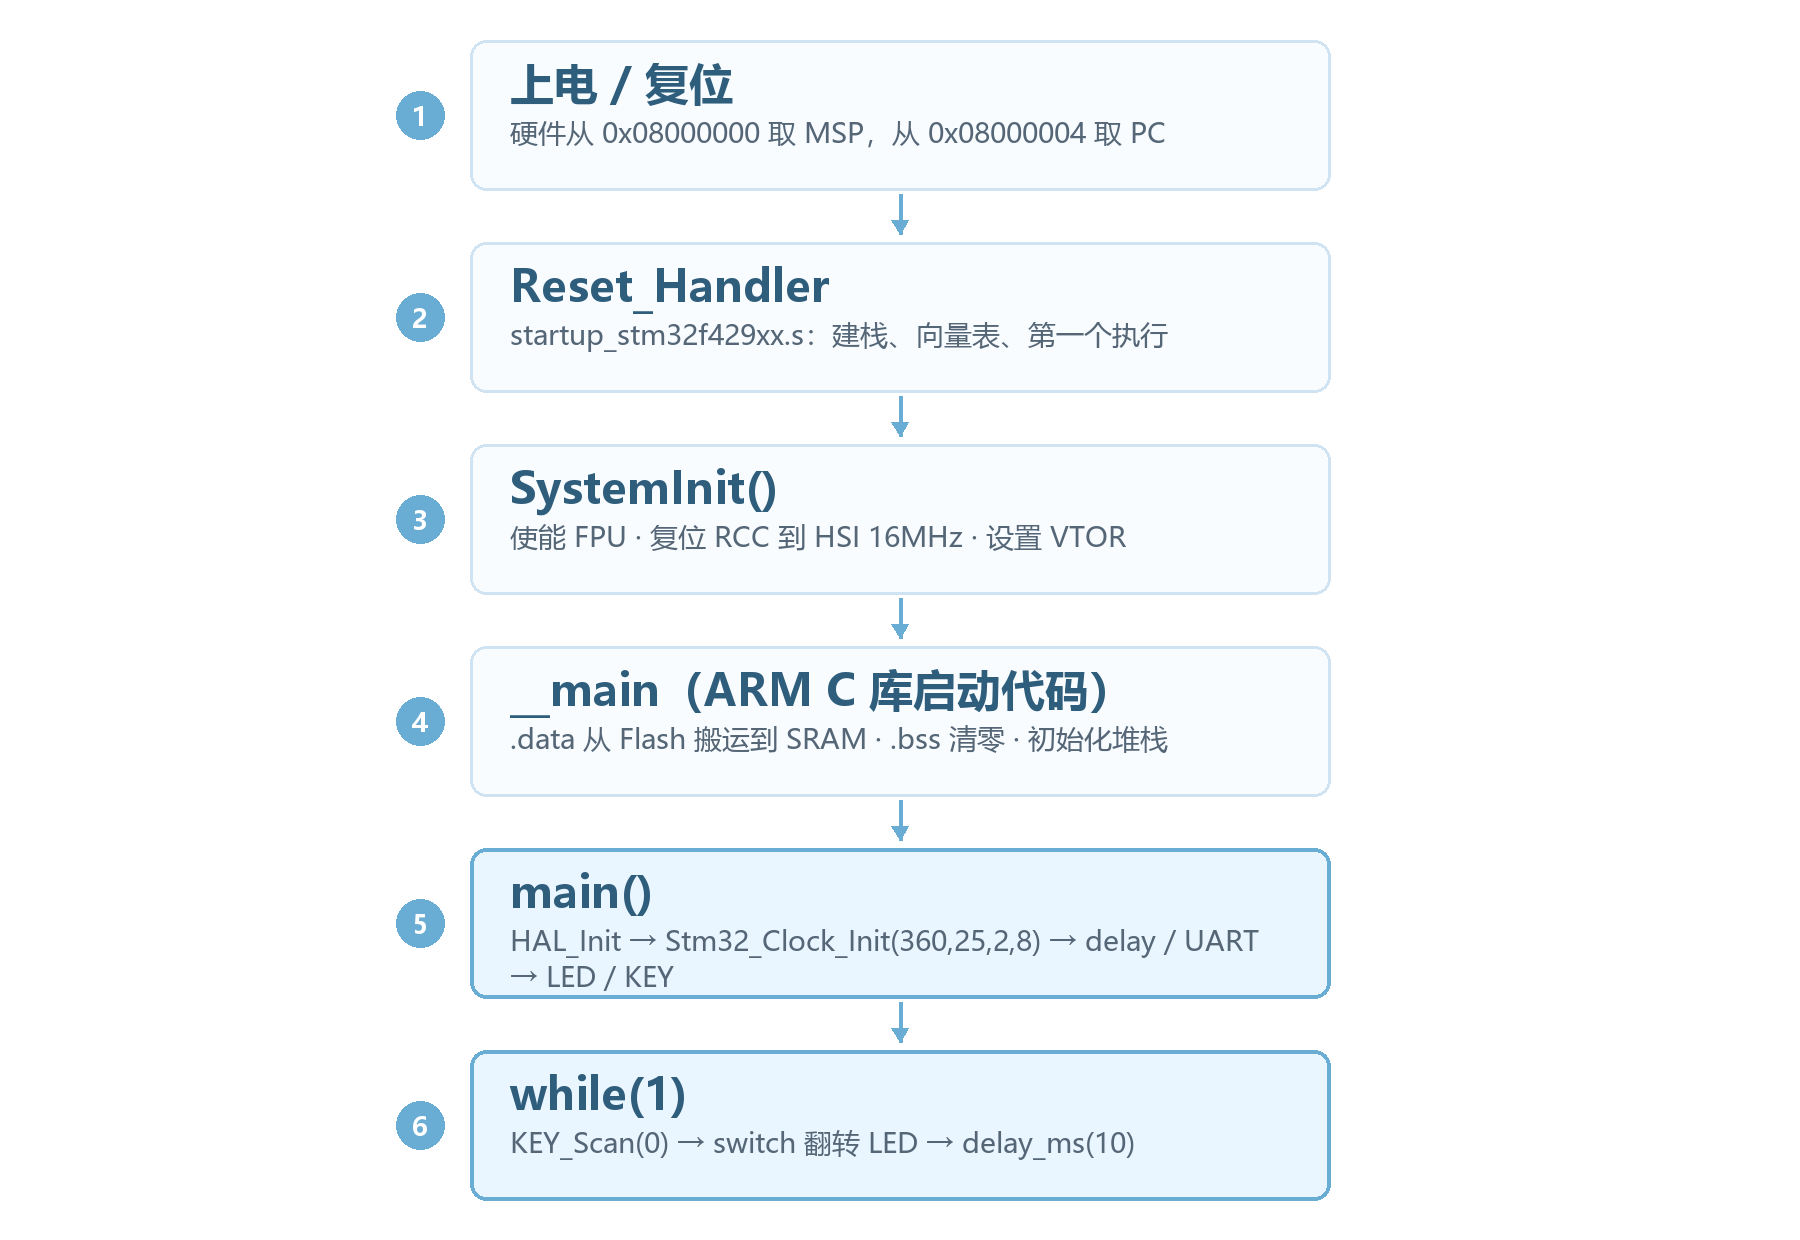 1
上电 / 复位
硬件从 0x08000000 取 MSP，从 0x08000004 取 PC
2
Reset_Handler
startup_stm32f429xx.s：建栈、向量表、第一个执行
3
SystemInit()
使能 FPU · 复位 RCC 到 HSI 16MHz · 设置 VTOR
4
__main（ARM C 库启动代码）
.data 从 Flash 搬运到 SRAM · .bss 清零 · 初始化堆栈
5
main()
HAL_Init → Stm32_Clock_Init(360,25,2,8) → delay / UART
→ LED / KEY
6
while(1)
KEY_Scan(0) → switch 翻转 LED → delay_ms(10)